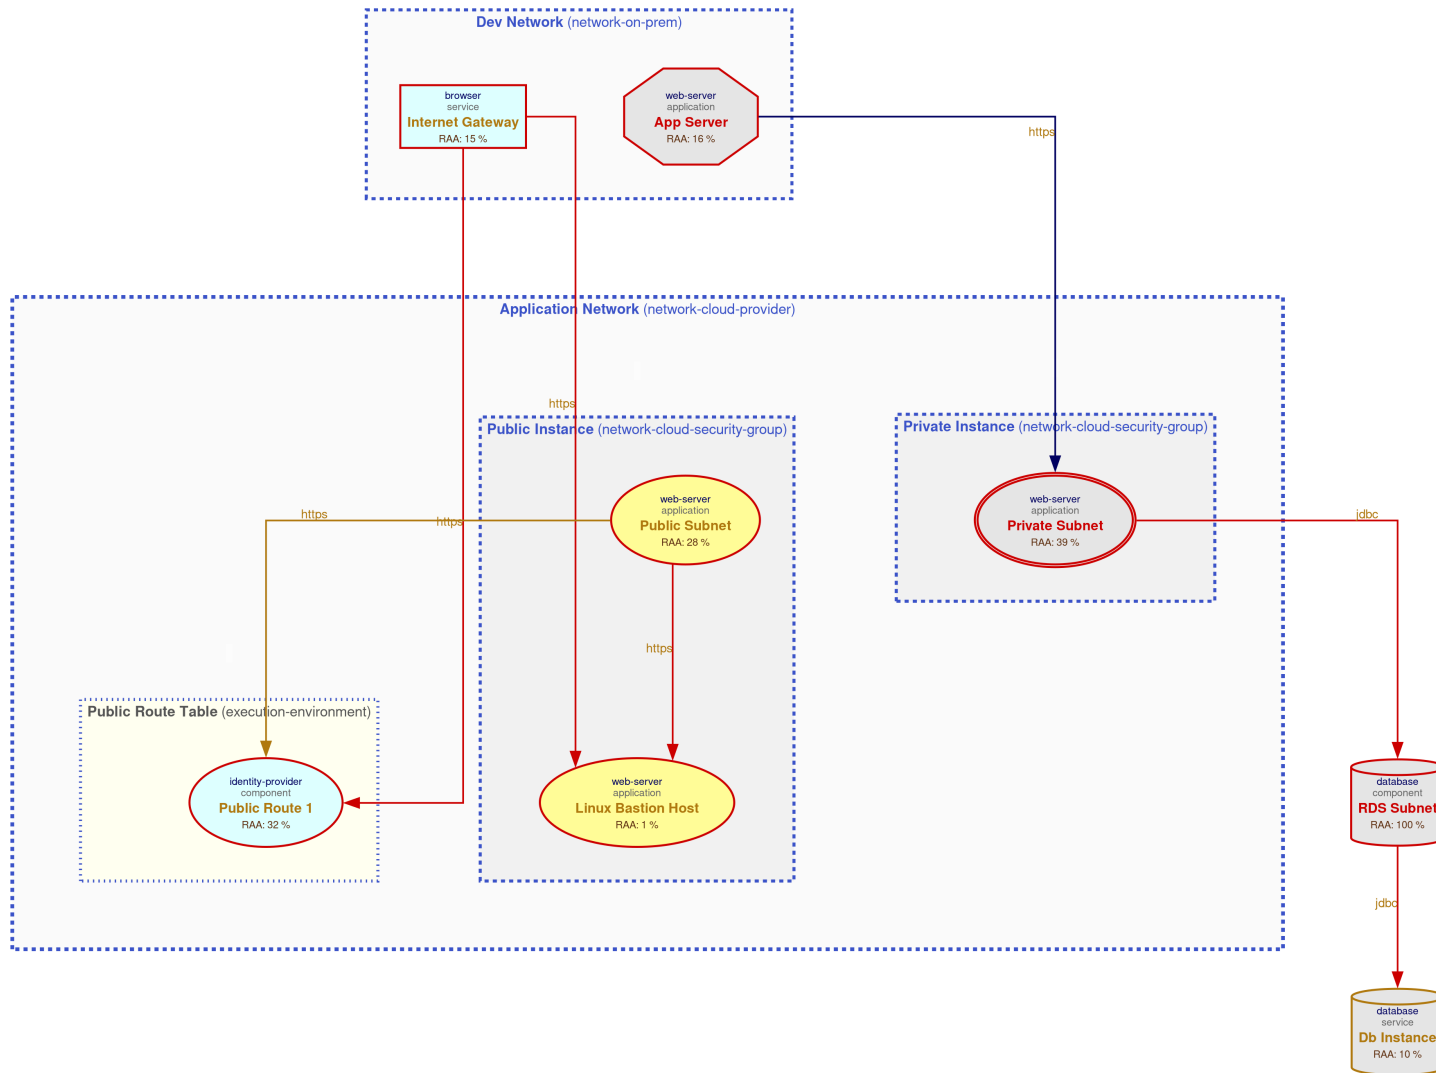 Dev Network (network-on-prem)
browser
service
Internet Gateway
RAA: 15 %
web-server
application
App Server
RAA: 16 %
https
Application Network (network-cloud-provider)
https
Public Instance (network-cloud-security-group)
Private Instance (network-cloud-security-group)
web-server
application
Public Subnet
RAA: 28 %
web-server
application
Private Subnet
RAA: 39 %
https
https
jdbc
https
Public Route Table (execution-environment)
identity-provider
component
Public Route 1
RAA: 32 %
web-server
application
Linux Bastion Host
RAA: 1 %
database
component
RDS Subnet
RAA: 100 %
jdbc
database
service
Db Instance
RAA: 10 %